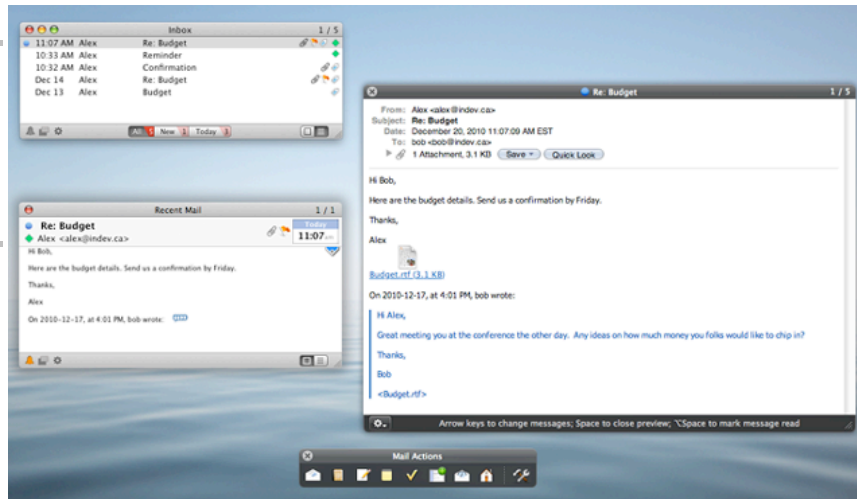 Inbox 1 / 5
11:07 AM Alex Re: Budget
10:33 AM Alex Reminder
10:32 AM Alex Confirmation
Dec 14 Alex Re: Budget
Dec 13 Alex Budget
All 1 New 1 Today 1
Recent Mail 1 / 1
Re: Budget
Alex <alex@indev.ca>
Today
11:07
Hi Bob,
Here are the budget details. Send us a confirmation by Friday.
Thanks,
Alex
On 2010-12-17, at 4:01 PM, bob wrote:
Re: Budget 1 / 5
From: Alex <alex@indev.ca>
Subject: Re: Budget
Date: December 20, 2010 11:07:09 AM EST
To: bob <bob@indev.ca>
1 Attachment, 3.1 KB Save Quick Look
Hi Bob,
Here are the budget details. Send us a confirmation by Friday.
Thanks,
Alex
Budget.rtf (3.1 KB)
On 2010-12-17, at 4:01 PM, bob wrote:
Hi Alex,
Great meeting you at the conference the other day. Any ideas on how much money you folks would like to chip in?
Thanks,
Bob
<Budget.rtf>
Arrow keys to change messages; Space to close preview; ⌥Space to mark message read
Mail Actions